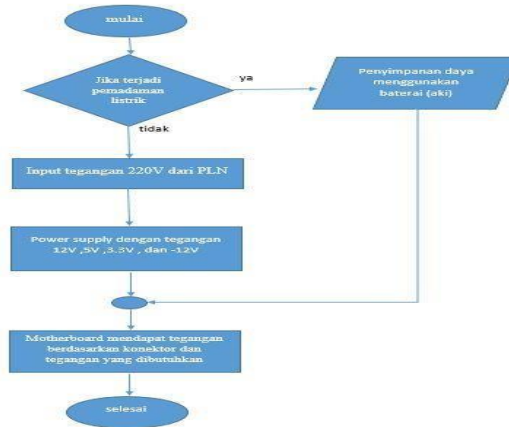 mulai
Jika terjadi
pemadaman
listrik
ya
Penyimpanan daya
menggunakan
baterai (aki)
tidak
Input tegangan 220V dari PLN
Power supply dengan tegangan
12V ,5V ,3.3V , dan -12V
Motherboard mendapat tegangan
berdasarkan konektor dan
tegangan yang dibutuhkan
selesai